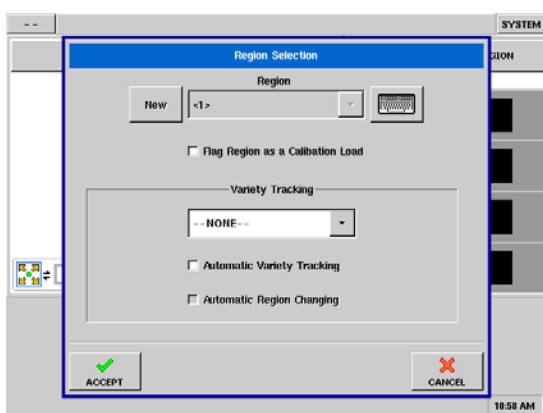 --
SYSTEM
Region Selection
GION
Region
New
<1>
Flag Region as a Calibation Load
Variety Tracking
--NONE--
Automatic Variety Tracking
Automatic Region Changing
ACCEPT
CANCEL
10:58 AM